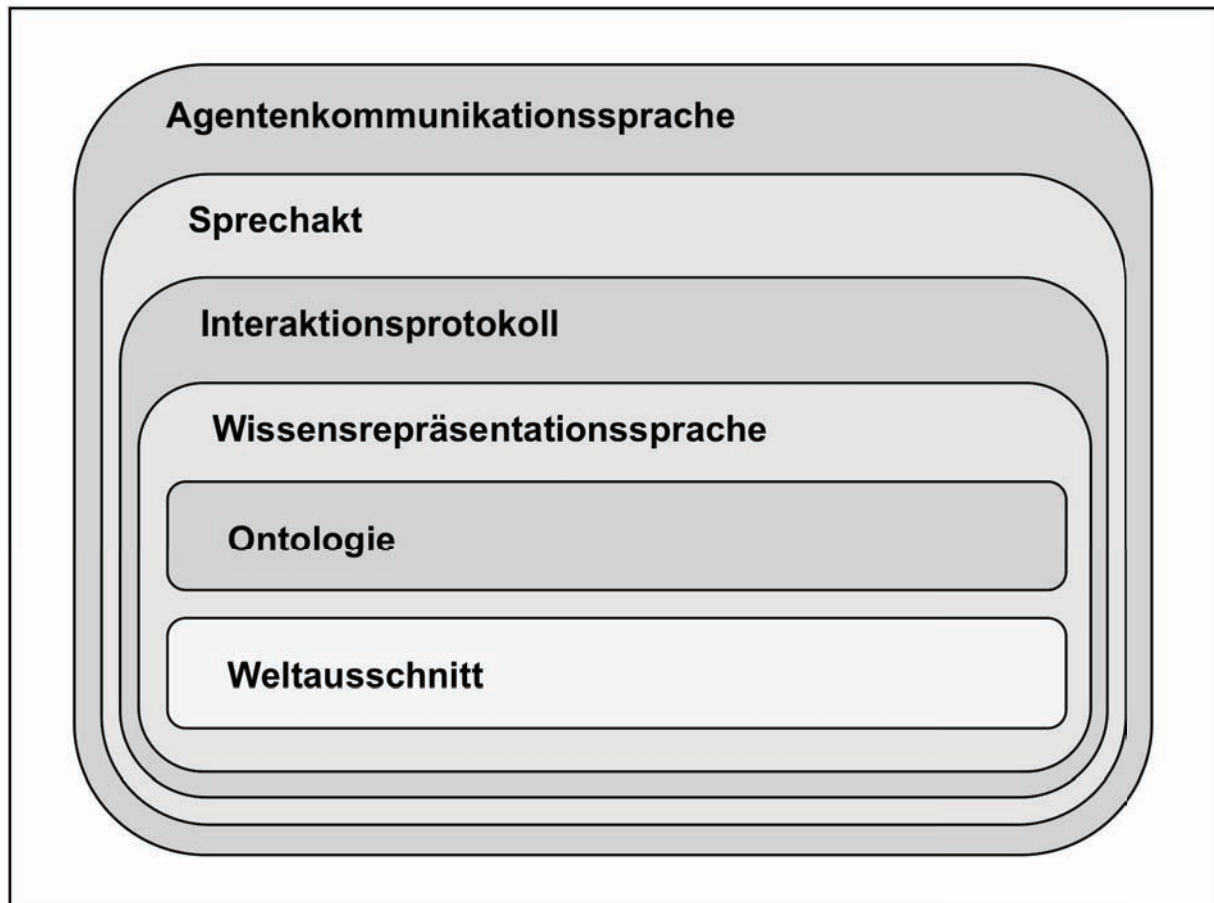 Agentenkommunikationssprache
Sprechakt
Interaktionsprotokoll
Wissensrepräsentationssprache
Ontologie
Weltausschnitt